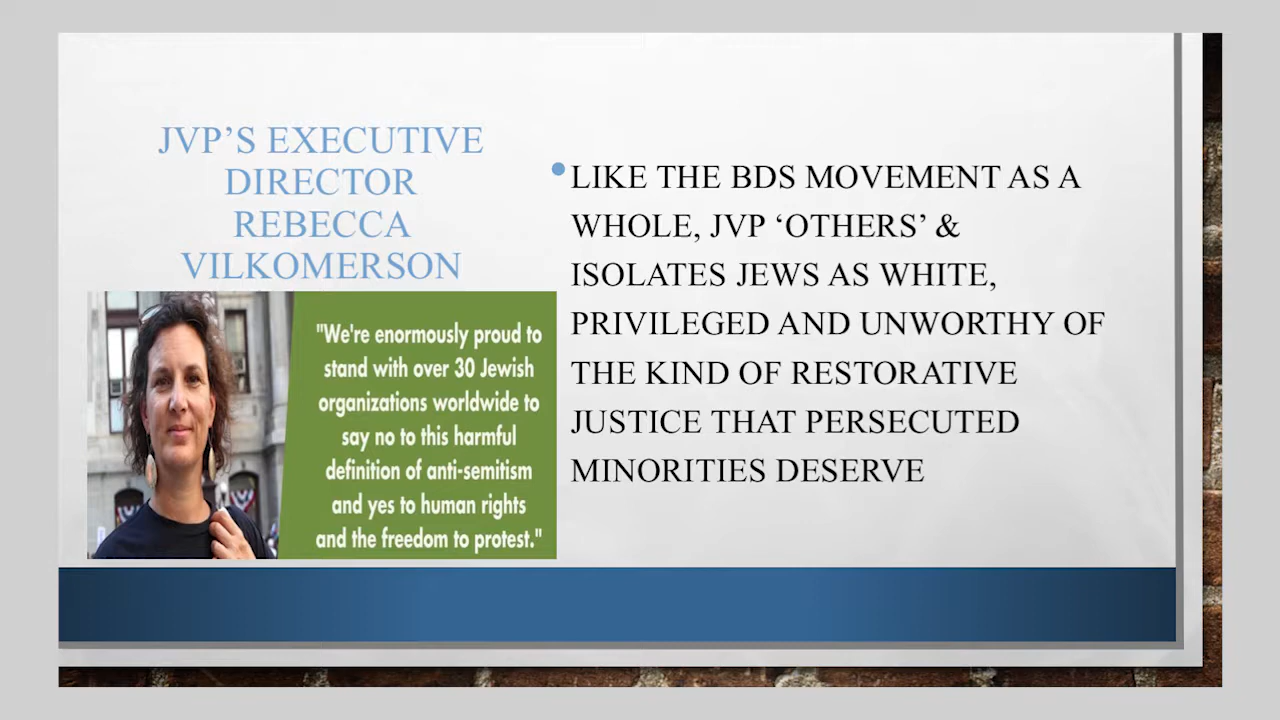 JVP’S EXECUTIVE
DIRECTOR
REBECCA
VILKOMERSON
"We're enormously proud to
stand with over 30 Jewish
organizations worldwide to
say no to this harmful
definition of anti-semitism
and yes to human rights
and the freedom to protest."
LIKE THE BDS MOVEMENT AS A
WHOLE, JVP ‘OTHERS’ &
ISOLATES JEWS AS WHITE,
PRIVILEGED AND UNWORTHY OF
THE KIND OF RESTORATIVE
JUSTICE THAT PERSECUTED
MINORITIES DESERVE